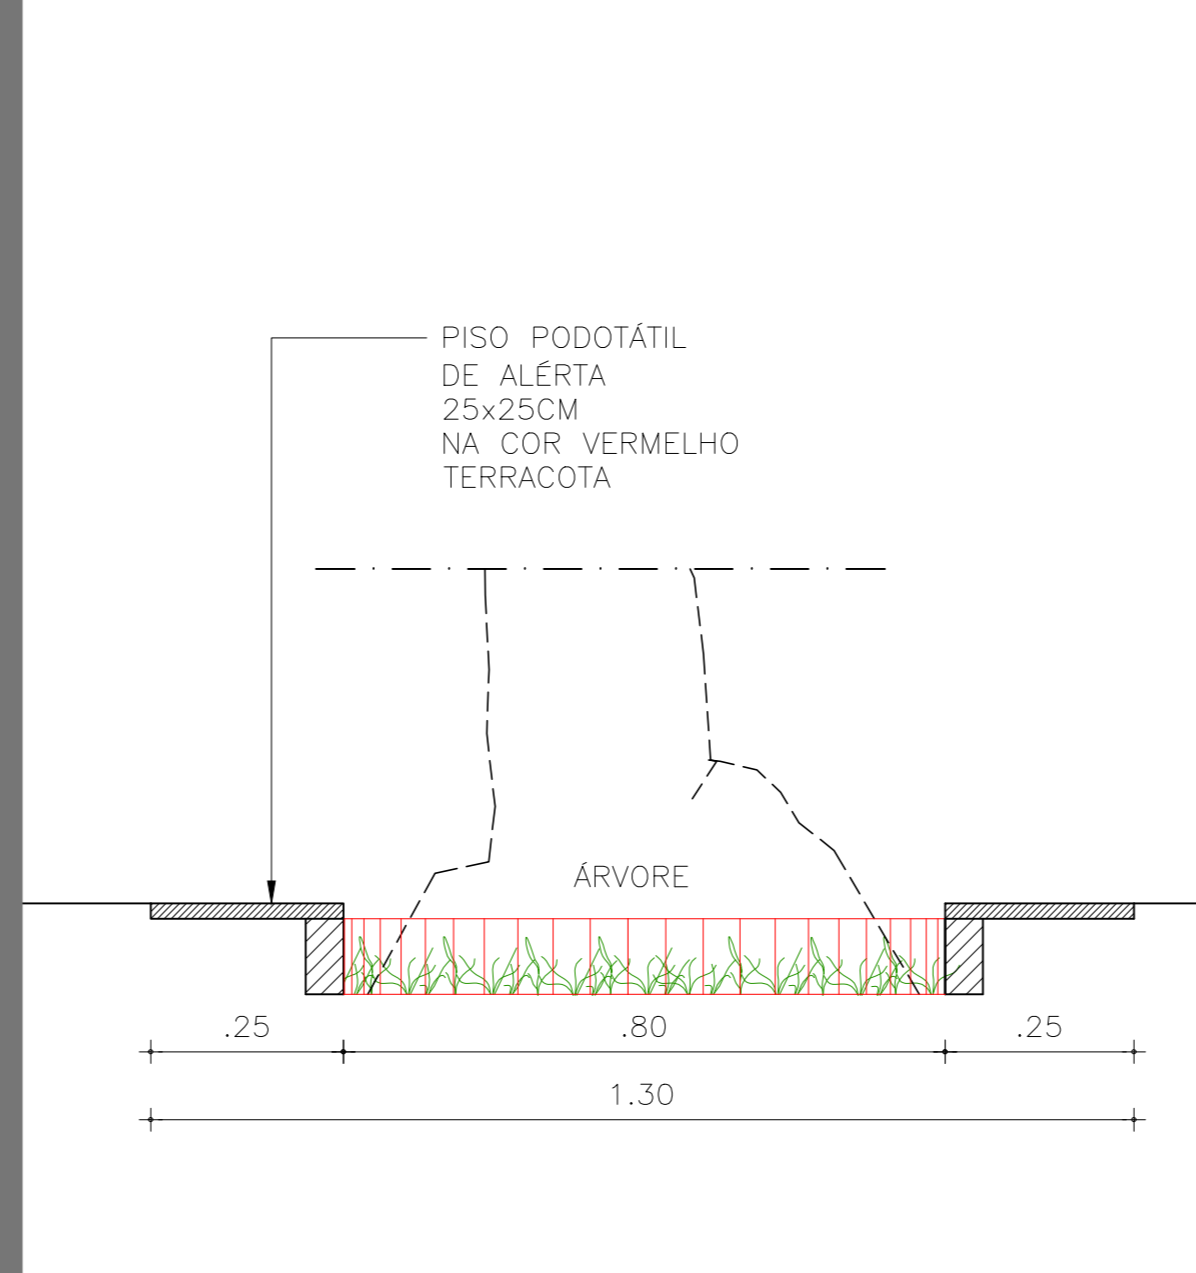 PISO PODOTÁTIL
DE ALÉRTA
25x25CM
NA COR VERMELHO
TERRACOTA
ÁRVORE
.25 .80 .25
1.30